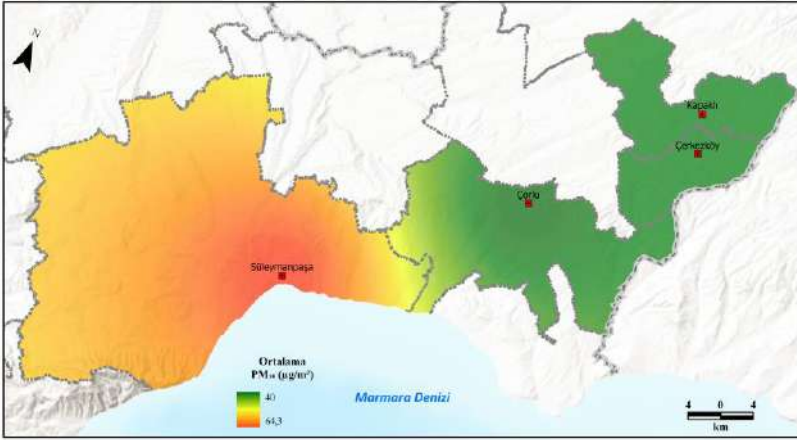 N
Kapaklı
Çerkezköy
Çorlu
Süleymanpaşa
Ortalama
PM₁₀ (µg/m³)
40
64,3
Marmara Denizi
4 0 4
km